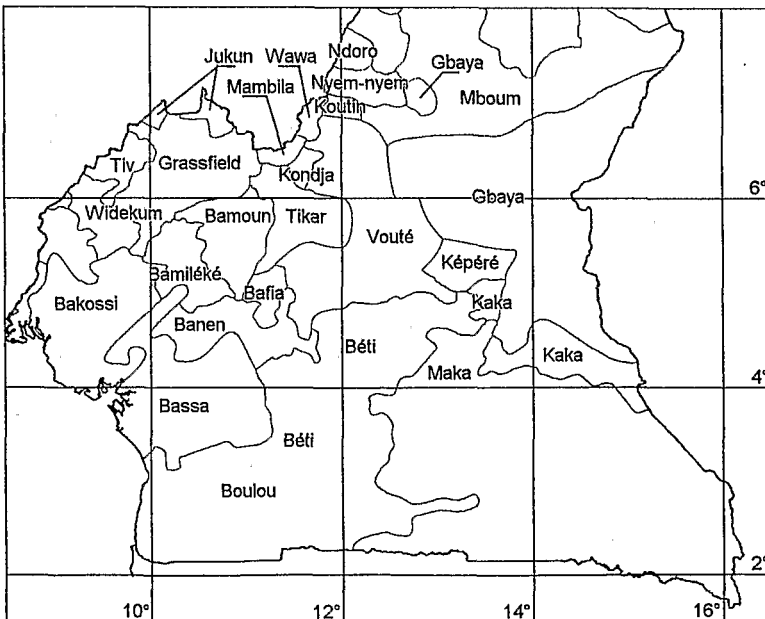 Ndoro
Jukun Wawa
Gbaya
Mambila
Nyem-nyem
Mboum
Koutin
Tiv
Grassfield
Kondja
6°
Gbaya
Widekum
Bamoun
Tikar
Vouté
Képéré
Bamiléké
Bafia
Kaka
Bakossi
Banen
Béti
Kaka
Maka
4°
Bassa
Béti
Boulou
2°
10°
12°
14°
16°